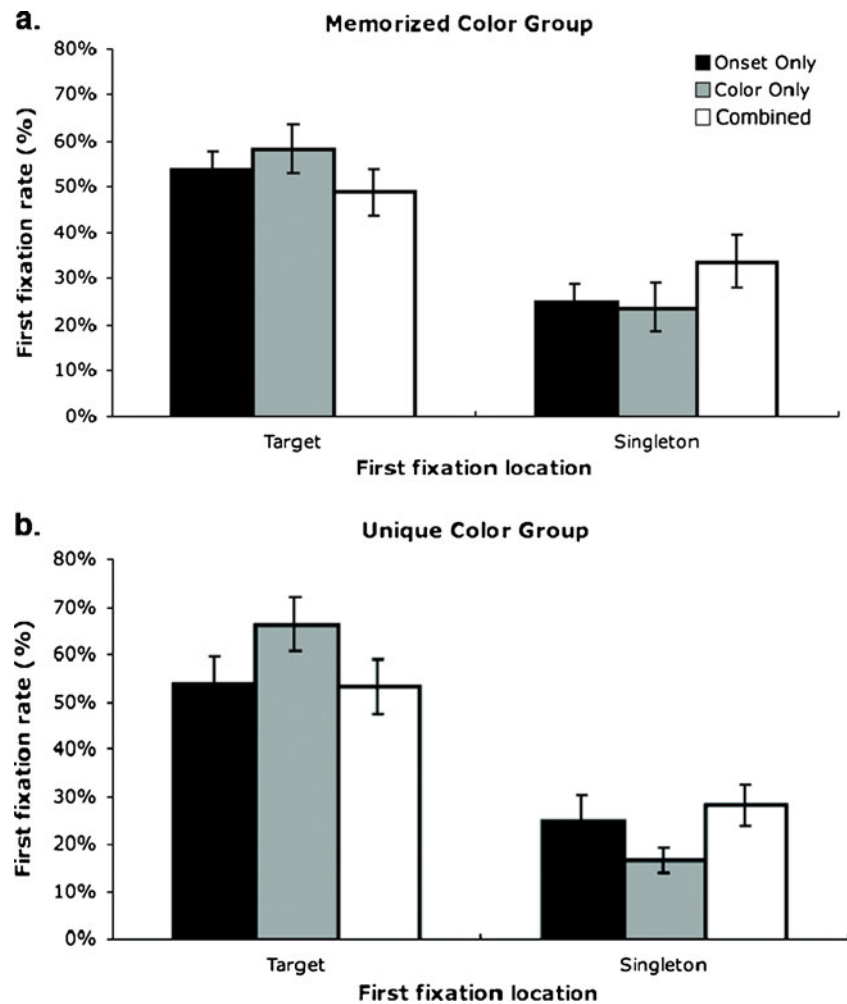 a.
Memorized Color Group
80%
70%
60%
50%
40%
30%
20%
10%
0%
First fixation rate (%)
Onset Only
Color Only
Combined
Target
Singleton
First fixation location
b.
Unique Color Group
80%
70%
60%
50%
40%
30%
20%
10%
0%
First fixation rate (%)
Target
Singleton
First fixation location